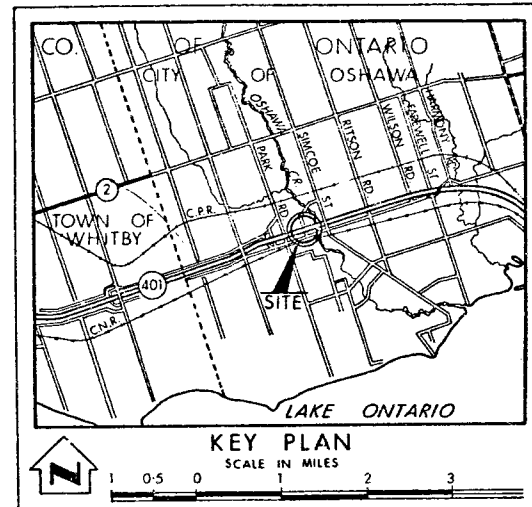 CO. OF ONTARIO
CITY OF OSHAWA
OSHAWA CR.
PARK RD.
SIMCOE ST.
RITSON RD
WILSON RD.
FAREWELL ST.
HARMONY
2
C.P.R.
TOWN OF
WHITBY
401
C.N.R.
SITE
LAKE ONTARIO
KEY PLAN
SCALE IN MILES
N
1 0·5 0 1 2 3